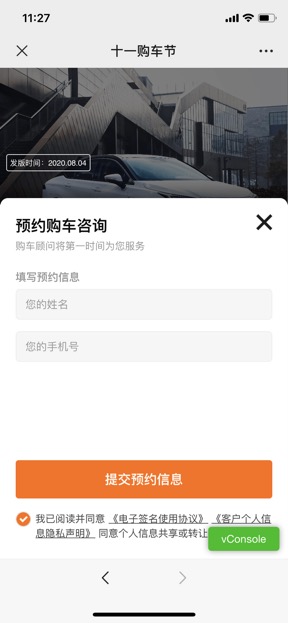 11:27
十一购车节
发版时间：2020.08.04
预约购车咨询
购车顾问将第一时间为您服务
填写预约信息
您的姓名
您的手机号
提交预约信息
我已阅读并同意 《电子签名使用协议》 《客户个人信
息隐私声明》 同意个人信息共享或转让
vConsole